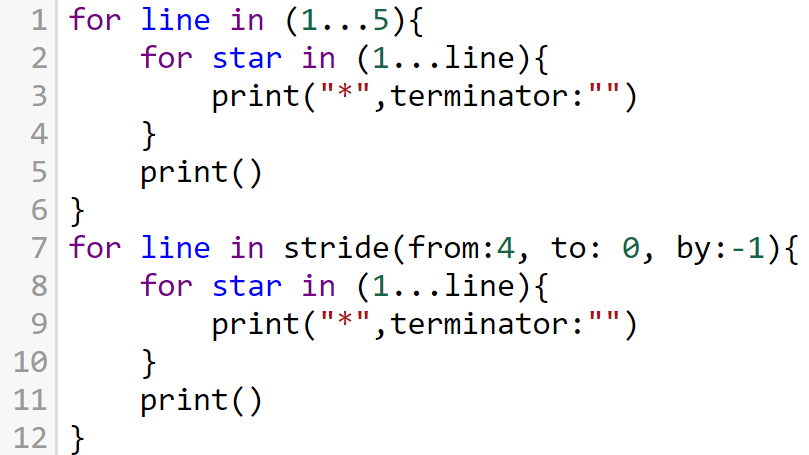 1 for line in (1...5){
2     for star in (1...line){
3         print("*",terminator:"")
4     }
5     print()
6 }
7 for line in stride(from:4, to: 0, by:-1){
8     for star in (1...line){
9         print("*",terminator:"")
10     }
11     print()
12 }